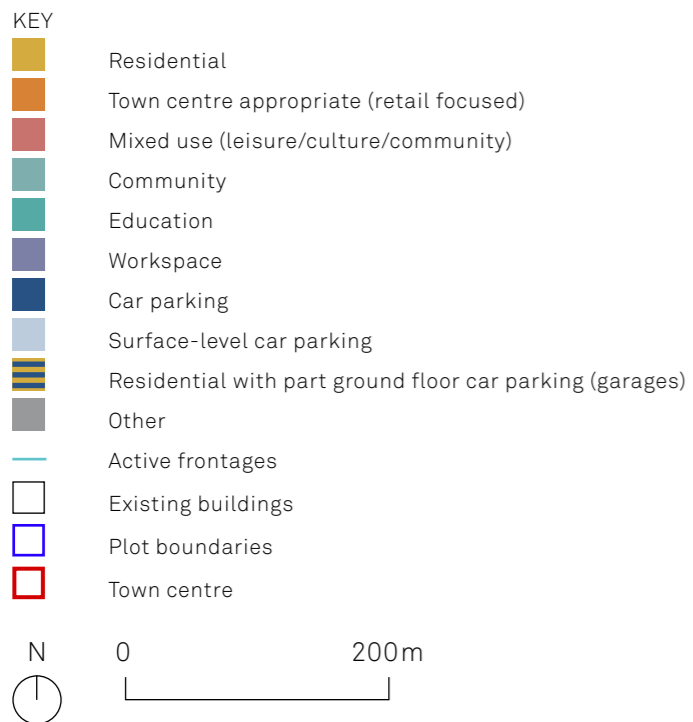 KEY
Residential
Town centre appropriate (retail focused)
Mixed use (leisure/culture/community)
Community
Education
Workspace
Car parking
Surface-level car parking
Residential with part ground floor car parking (garages)
Other
Active frontages
Existing buildings
Plot boundaries
Town centre
N 0 200m